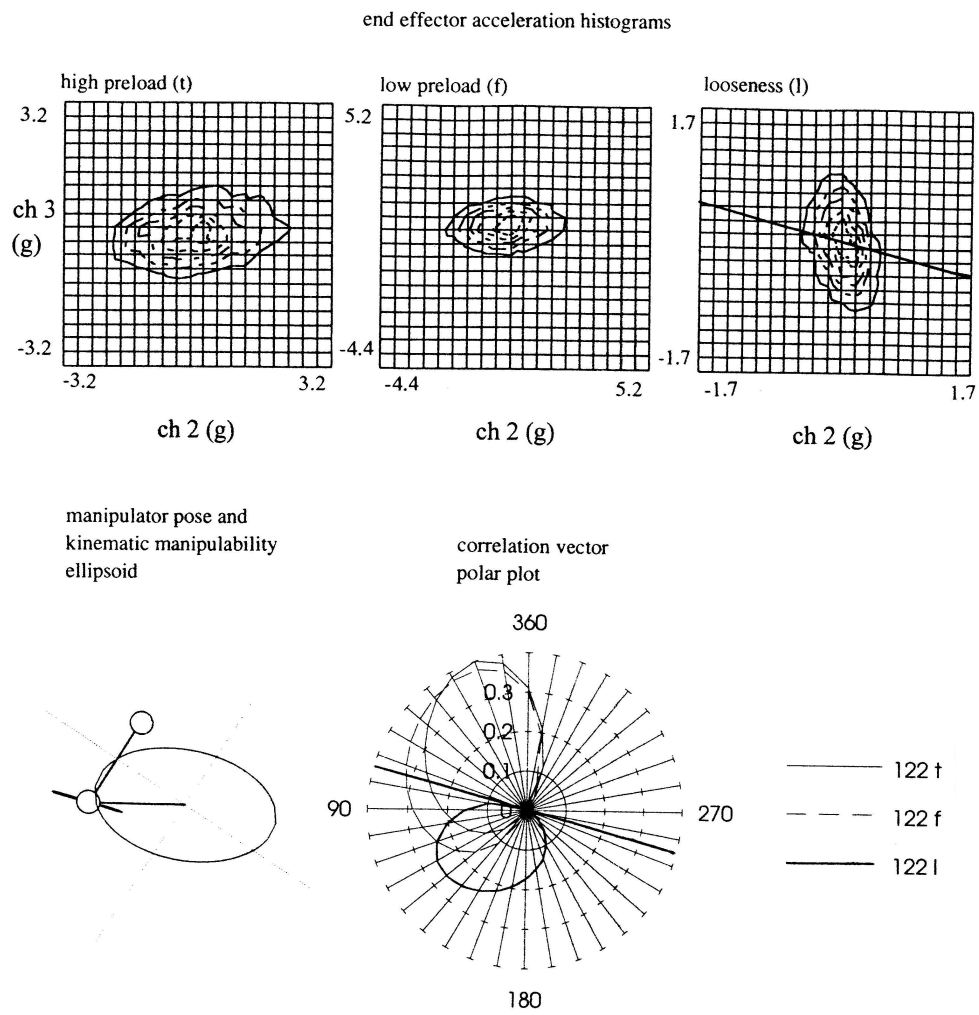 end effector acceleration histograms
high preload (t)
low preload (f)
looseness (l)
3.2
ch 3
(g)
-3.2
-3.2
3.2
ch 2 (g)
5.2
-4.4
-4.4
5.2
ch 2 (g)
1.7
-1.7
-1.7
1.7
ch 2 (g)
manipulator pose and
kinematic manipulability
ellipsoid
correlation vector
polar plot
360
0.3
0.2
0.1
0
90
270
180
122 t
122 f
122 l